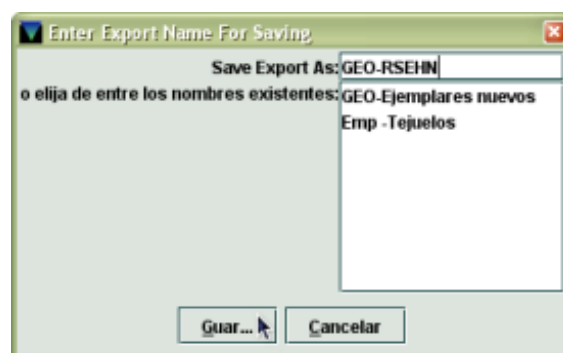 Enter Export Name For Saving
Save Export As: GEO-RSEHN
o elija de entre los nombres existentes: GEO-Ejemplares nuevos
Emp -Tejuelos
Guar... Cancelar